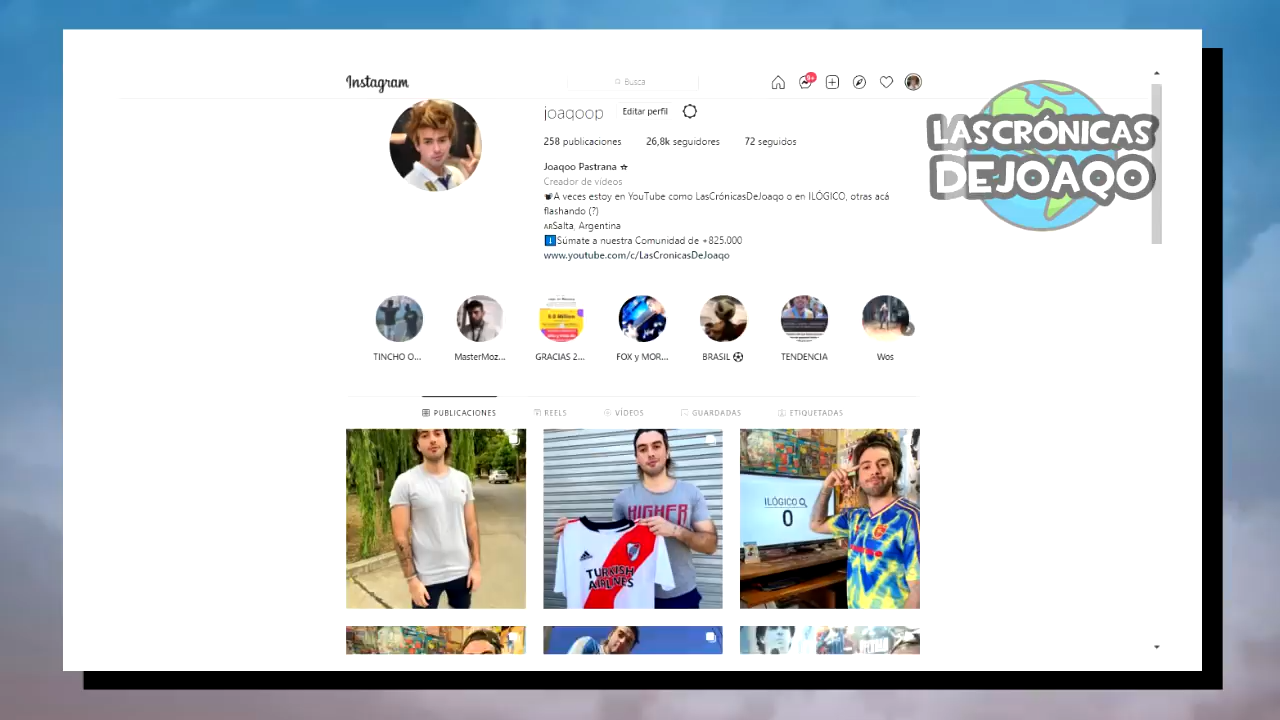 Instagram
Busca
9+
joaqoop
Editar perfil
258 publicaciones
26,8k seguidores
72 seguidos
Joaqoo Pastrana ☆
Creador de videos
A veces estoy en YouTube como LasCrónicasDeJoaqo o en ILÓGICO, otras acá
flashando (?)
ARSalta, Argentina
Súmate a nuestra Comunidad de +825.000
www.youtube.com/c/LasCronicasDeJoaqo
LASCRÓNICAS
DEJOAQO
TINCHO O...
MasterMoz...
GRACIAS 2...
FOX y MOR...
BRASIL ⚽
TENDENCIA
Wos
PUBLICACIONES
REELS
VÍDEOS
GUARDADAS
ETIQUETADAS
HIGHER
adidas
TURKISH
AIRLINES
ILÓGICO
0